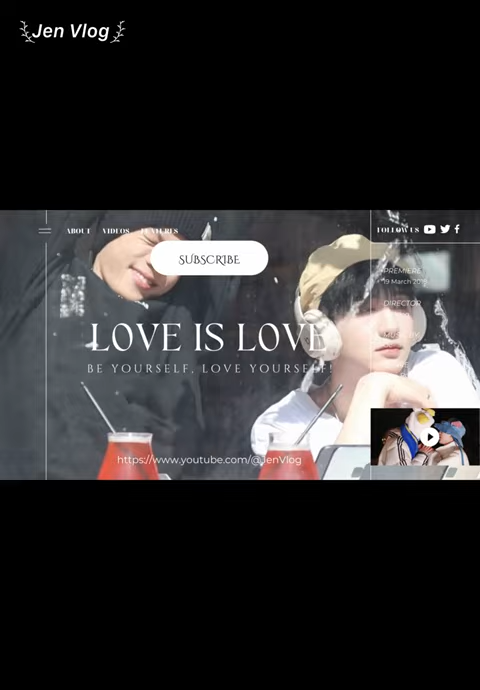 Jen Vlog
ABOUT VIDEOS FEATURES
FOLLOW US
SUBSCRIBE
PREMIERE
19 March
DIRECTOR
LOVE IS LOVE
BE YOURSELF, LOVE YOURSELF!
https://www.youtube.com/@JenVlog